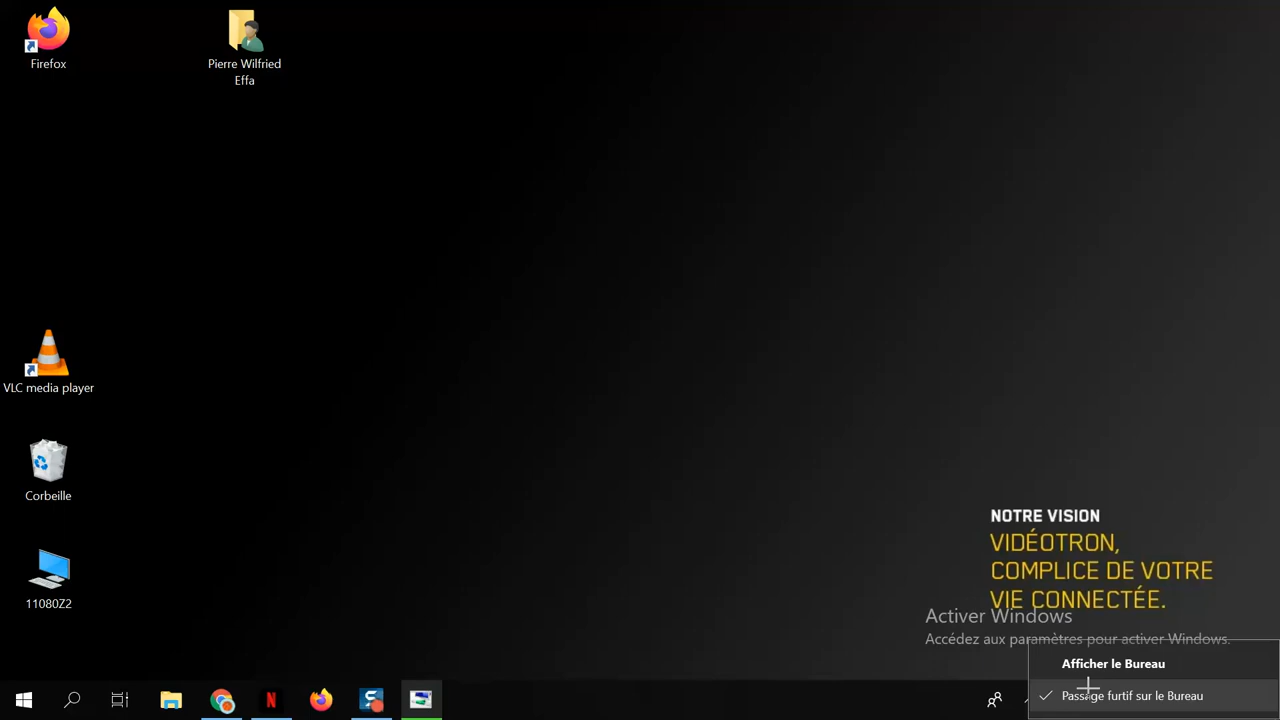 Firefox
Pierre Wilfried
Effa
VLC media player
Corbeille
11080Z2
NOTRE VISION
VIDÉOTRON,
COMPLICE DE VOTRE
VIE CONNECTÉE.
Activer Windows
Accédez aux paramètres pour activer Windows.
Afficher le Bureau
Passage furtif sur le Bureau